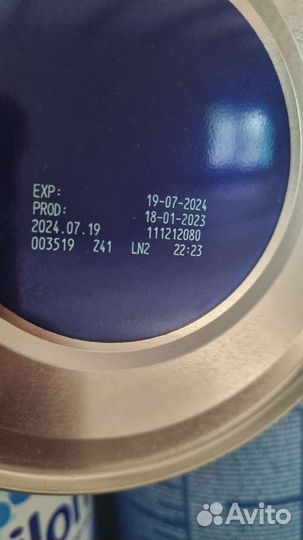 EXP: 19-07-2024
PROD: 18-01-2023
2024.07.19 111212080
003519 Z41 LN2 22:23
Avito